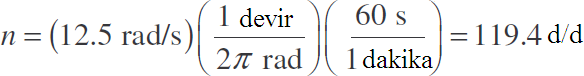 n = (12.5 rad/s)(1 devir / 2π rad)(60 s / 1 dakika) = 119.4 d/d